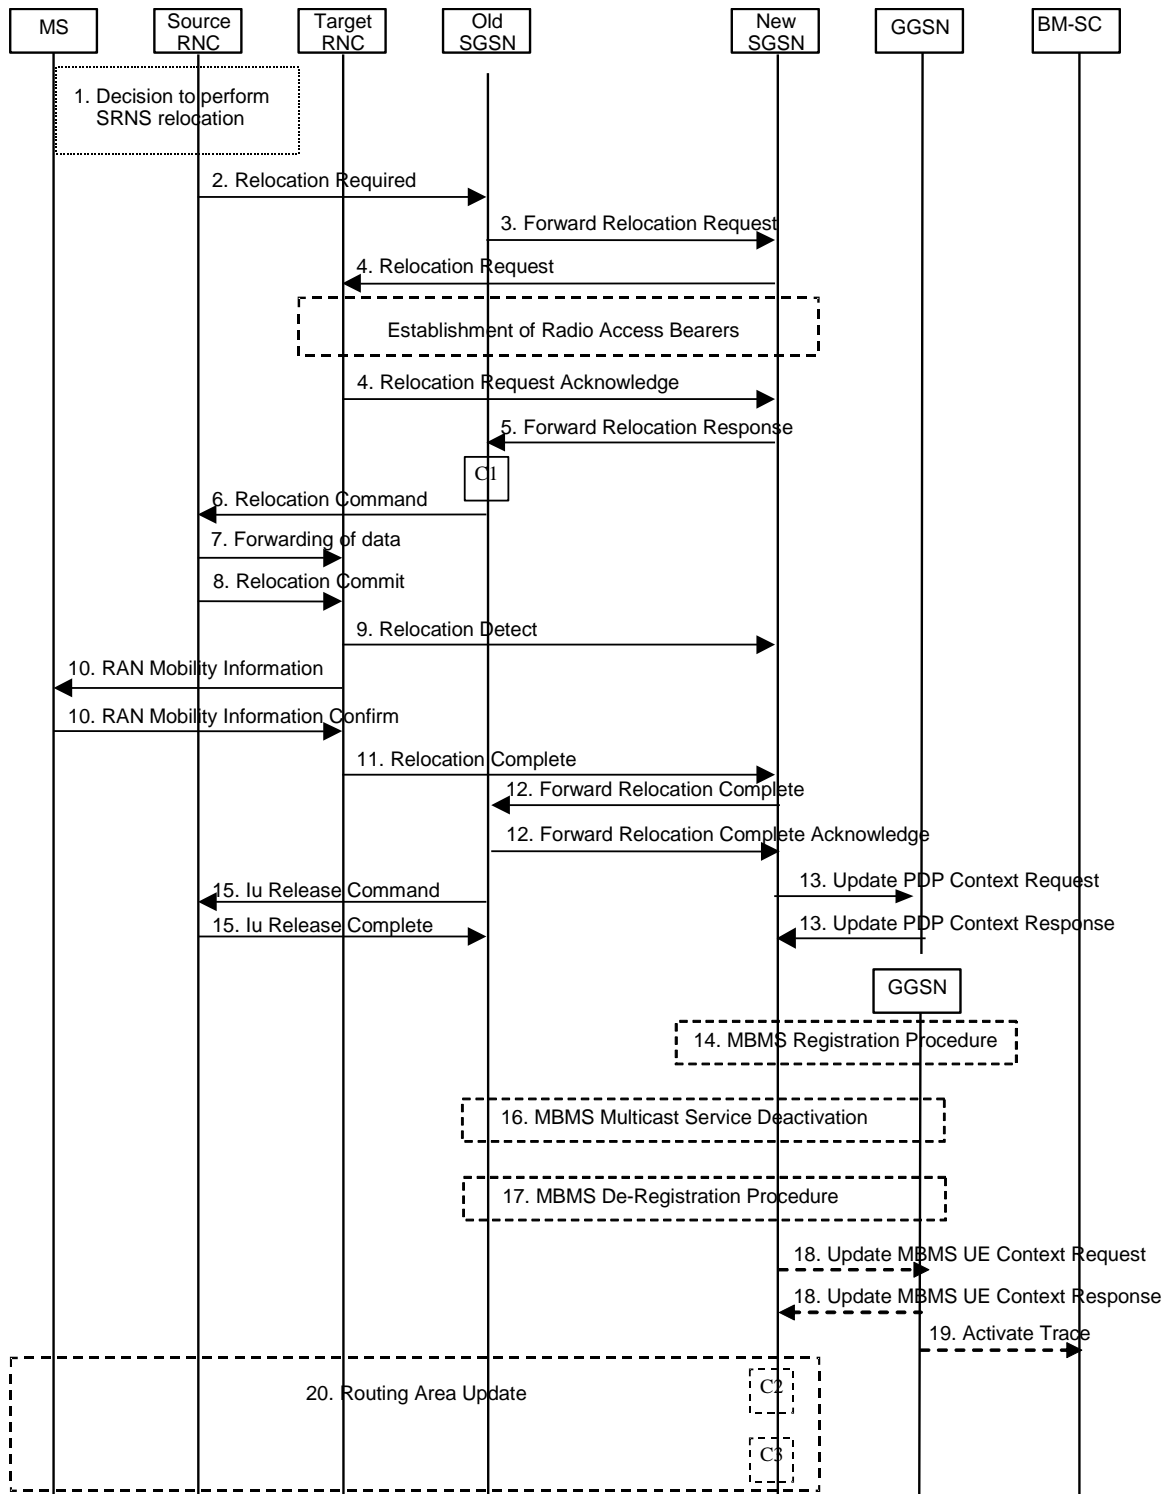 MS
Source
RNC
Target
RNC
Old
SGSN
New
SGSN
GGSN
BM-SC
1. Decision to perform
SRNS relocation
2. Relocation Required
3. Forward Relocation Request
4. Relocation Request
Establishment of Radio Access Bearers
4. Relocation Request Acknowledge
5. Forward Relocation Response
C1
6. Relocation Command
7. Forwarding of data
8. Relocation Commit
9. Relocation Detect
10. RAN Mobility Information
10. RAN Mobility Information Confirm
11. Relocation Complete
12. Forward Relocation Complete
12. Forward Relocation Complete Acknowledge
13. Update PDP Context Request
15. Iu Release Command
13. Update PDP Context Response
15. Iu Release Complete
GGSN
14. MBMS Registration Procedure
16. MBMS Multicast Service Deactivation
17. MBMS De-Registration Procedure
18. Update MBMS UE Context Request
18. Update MBMS UE Context Response
19. Activate Trace
20. Routing Area Update
C2
C3